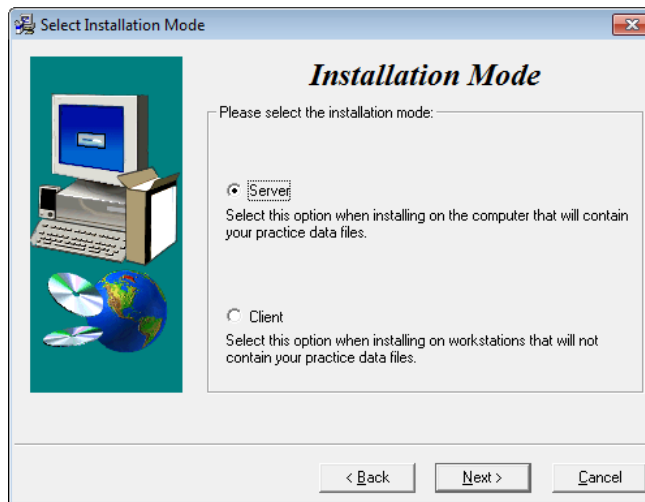 Select Installation Mode
Installation Mode
Please select the installation mode:
Server
Select this option when installing on the computer that will contain
your practice data files.
Client
Select this option when installing on workstations that will not
contain your practice data files.
< Back
Next >
Cancel